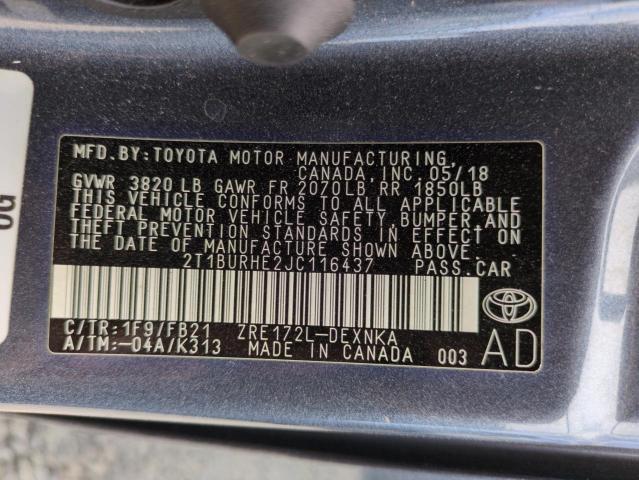 MFD. BY: TOYOTA MOTOR MANUFACTURING,
CANADA, INC. 05/18
GVWR 3820 LB GAWR FR 2070LB RR 1850LB
THIS VEHICLE CONFORMS TO ALL APPLICABLE
FEDERAL MOTOR VEHICLE SAFETY, BUMPER, AND
THEFT PREVENTION STANDARDS IN EFFECT ON
THE DATE OF MANUFACTURE SHOWN ABOVE.
2T1BURHE2JC116437 PASS.CAR
C/TR: 1F9/FB21 ZRE172L-DEXNKA
A/TM:-04A/K313 MADE IN CANADA 003 AD
OG